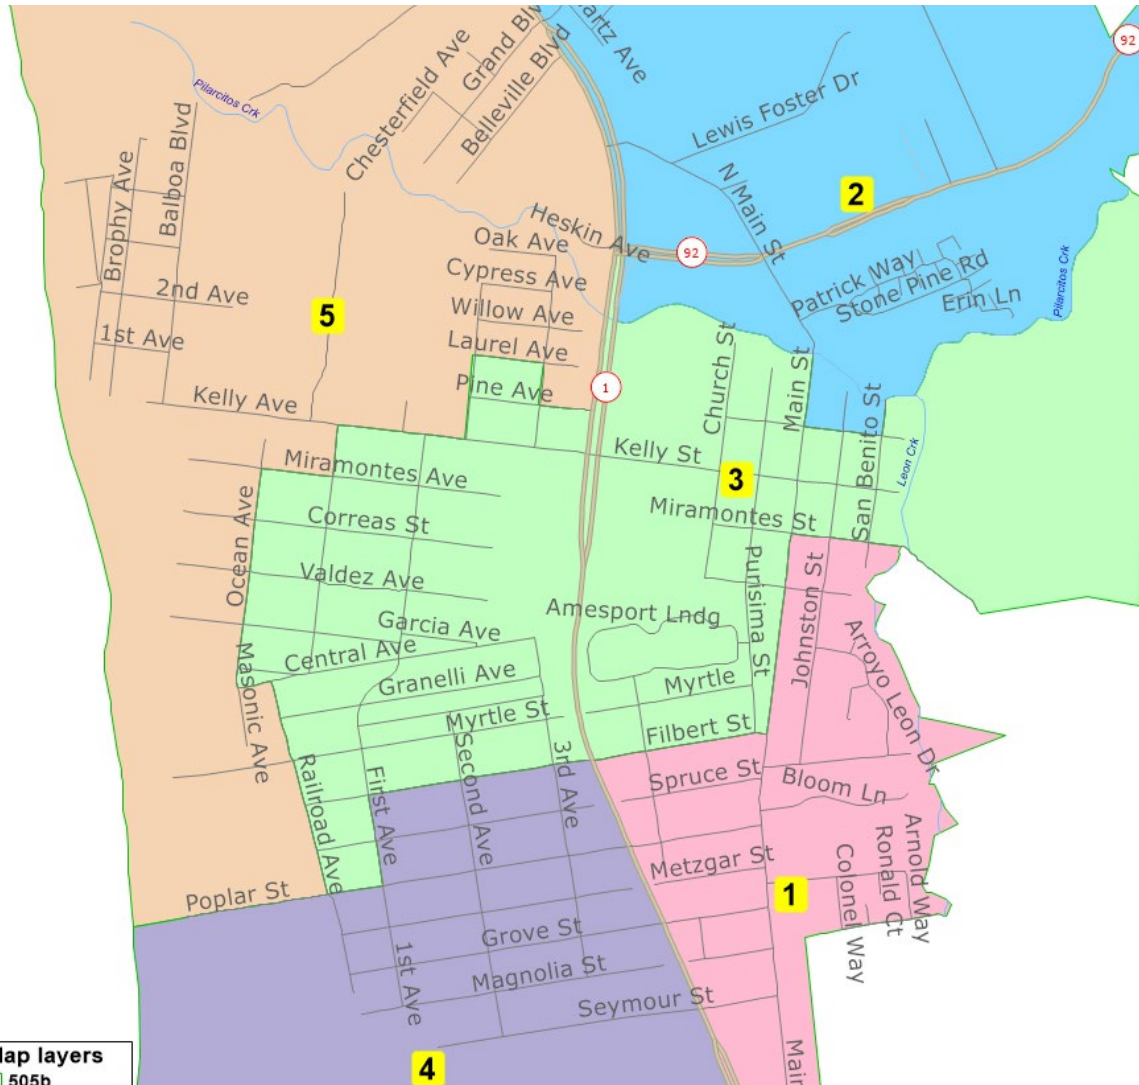 Grand Blv
artz Ave
92
Chesterfield Ave
Belleville Blvd
Pilarcitos Crk
Lewis Foster Dr
Balboa Blvd
Brophy Ave
N Main St
2
Heskin Ave
Oak Ave
92
Cypress Ave
Patrick Way
Stone Pine Rd
Erin Ln
Pilarcitos Crk
2nd Ave
5
Willow Ave
1st Ave
Laurel Ave
Church St
Main St
Pine Ave
1
Kelly Ave
San Benito St
Kelly St
Leon Crk
Miramontes Ave
3
Miramontes St
Ocean Ave
Correas St
Valdez Ave
Purisima St
Johnston St
Amesport Lndg
Garcia Ave
Central Ave
Arroyo Leon Dr
Masonic Ave
Granelli Ave
Myrtle
Myrtle St
Filbert St
Railroad Ave
First Ave
Second Ave
3rd Ave
Spruce St
Bloom Ln
Metzgar St
Colonel Way
Ronald Ct
Arnold Way
Poplar St
1
Grove St
1st Ave
Magnolia St
Seymour St
Main
4
ap layers
505b